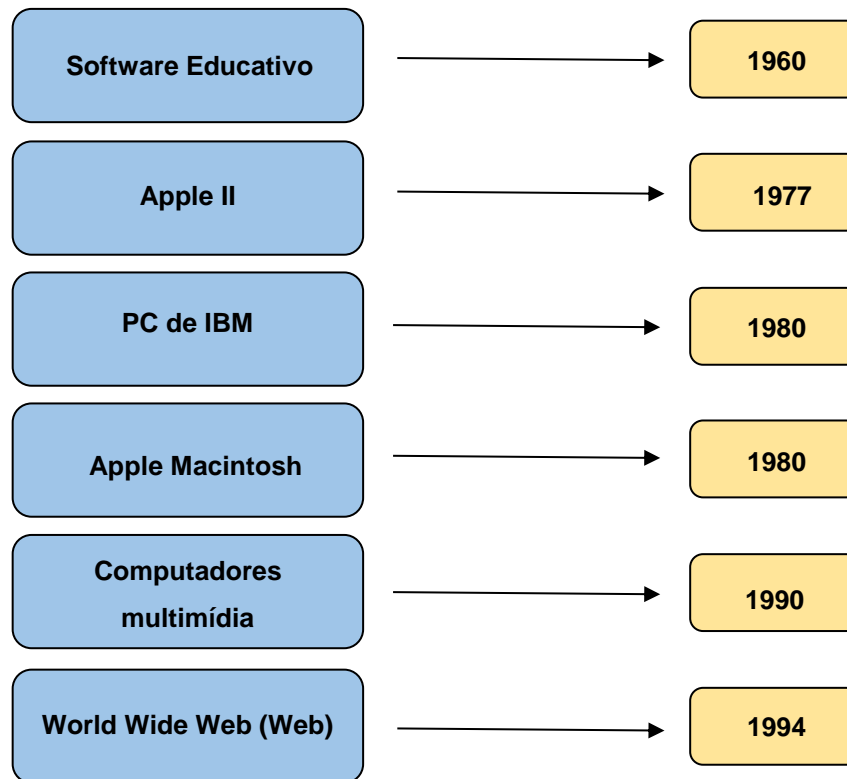 Software Educativo
1960
Apple II
1977
PC de IBM
1980
Apple Macintosh
1980
Computadores
multimídia
1990
World Wide Web (Web)
1994